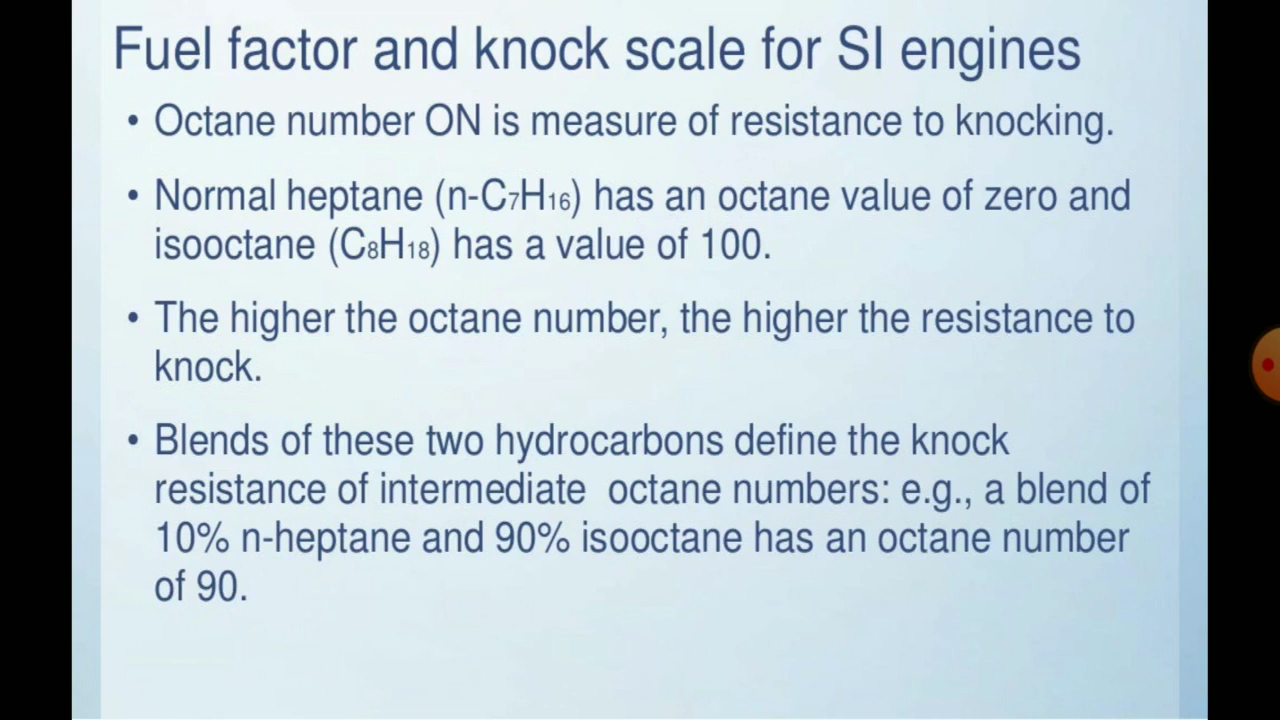 Fuel factor and knock scale for SI engines
• Octane number ON is measure of resistance to knocking.
• Normal heptane (n-C₇H₁₆) has an octane value of zero and
isooctane (C₈H₁₈) has a value of 100.
• The higher the octane number, the higher the resistance to
knock.
• Blends of these two hydrocarbons define the knock
resistance of intermediate octane numbers: e.g., a blend of
10% n-heptane and 90% isooctane has an octane number
of 90.